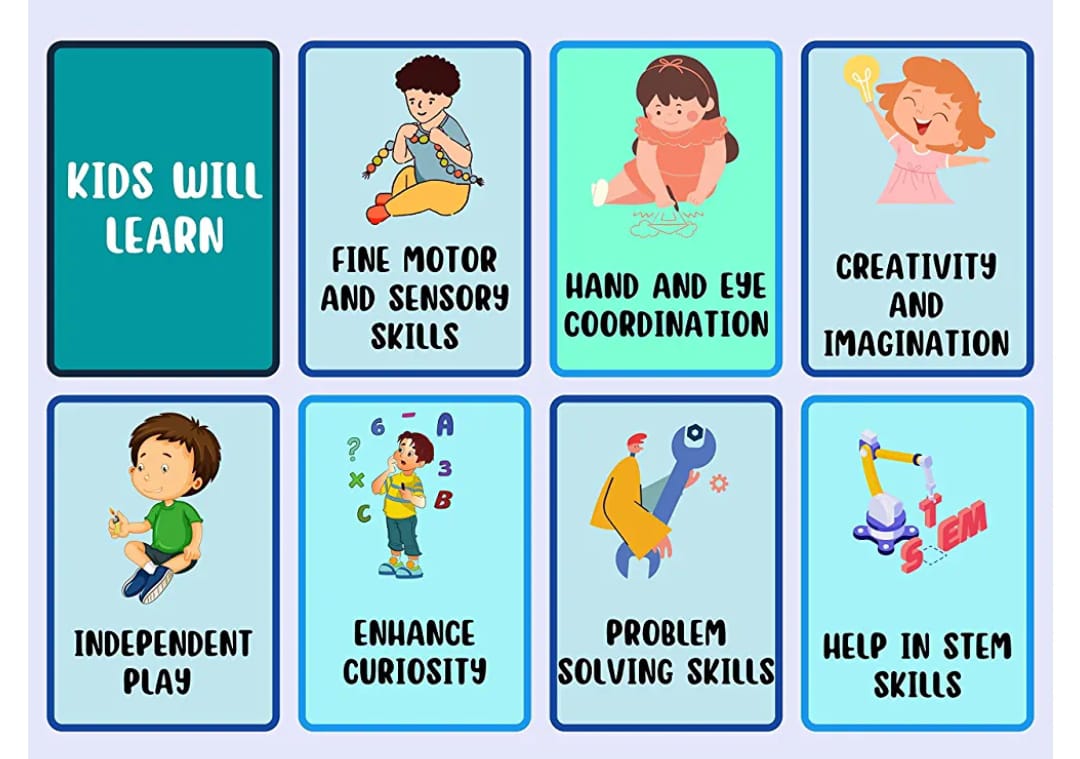 KIDS WILL
LEARN
FINE MOTOR
AND SENSORY
SKILLS
HAND AND EYE
COORDINATION
CREATIVITY
AND
IMAGINATION
INDEPENDENT
PLAY
6 - A
?
X 3
C B
ENHANCE
CURIOSITY
PROBLEM
SOLVING SKILLS
STEM
HELP IN STEM
SKILLS